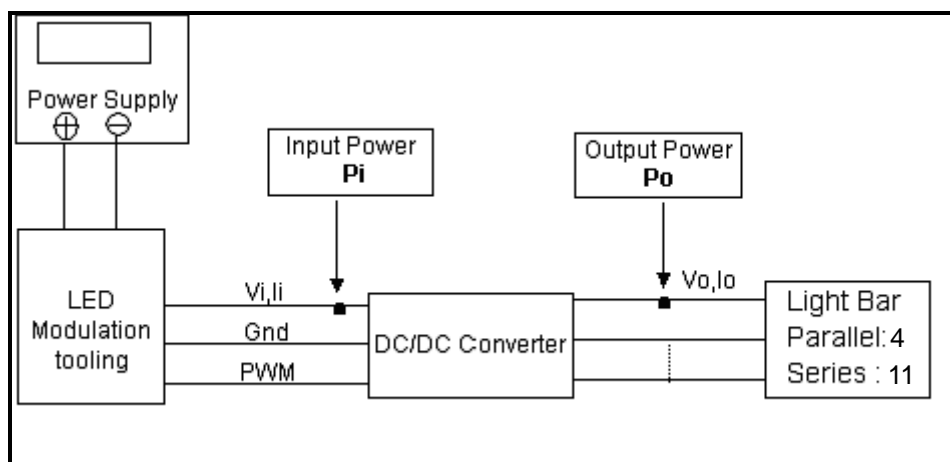 Power Supply
Input Power
Pi
Output Power
Po
LED
Modulation
tooling
Vi,Ii
Gnd
PWM
DC/DC Converter
Vo,Io
Light Bar
Parallel: 4
Series : 11